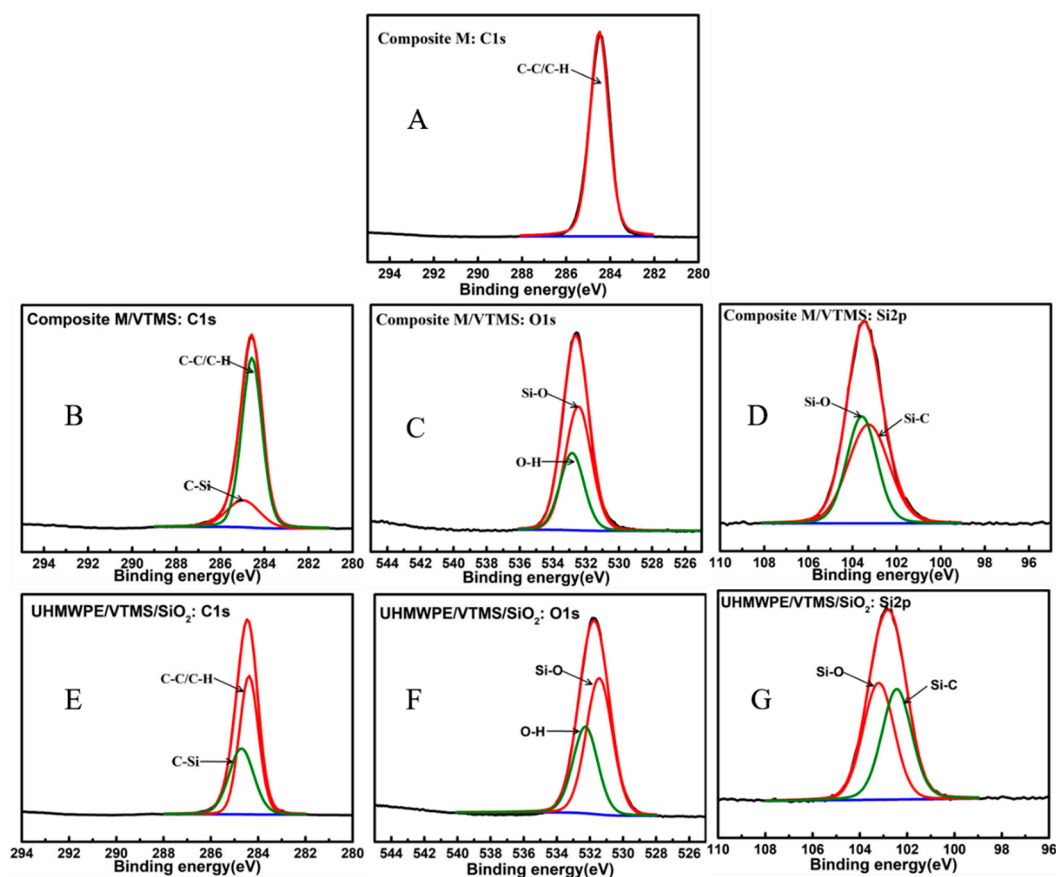 Composite M: C1s
C-C/C-H
A
294 292 290 288 286 284 282 280
Binding energy(eV)
Composite M/VTMS: C1s
C-C/C-H
B
C-Si
294 292 290 288 286 284 282 280
Binding energy(eV)
Composite M/VTMS: O1s
Si-O
C
O-H
544 542 540 538 536 534 532 530 528 526
Binding energy(eV)
Composite M/VTMS: Si2p
Si-O
Si-C
D
110 108 106 104 102 100 98 96
Binding energy(eV)
UHMWPE/VTMS/SiO₂: C1s
C-C/C-H
E
C-Si
294 292 290 288 286 284 282 280
Binding energy(eV)
UHMWPE/VTMS/SiO₂: O1s
Si-O
F
O-H
544 542 540 538 536 534 532 530 528 526
Binding energy(eV)
UHMWPE/VTMS/SiO₂: Si2p
Si-O
Si-C
G
110 108 106 104 102 100 98 96
Binding energy(eV)